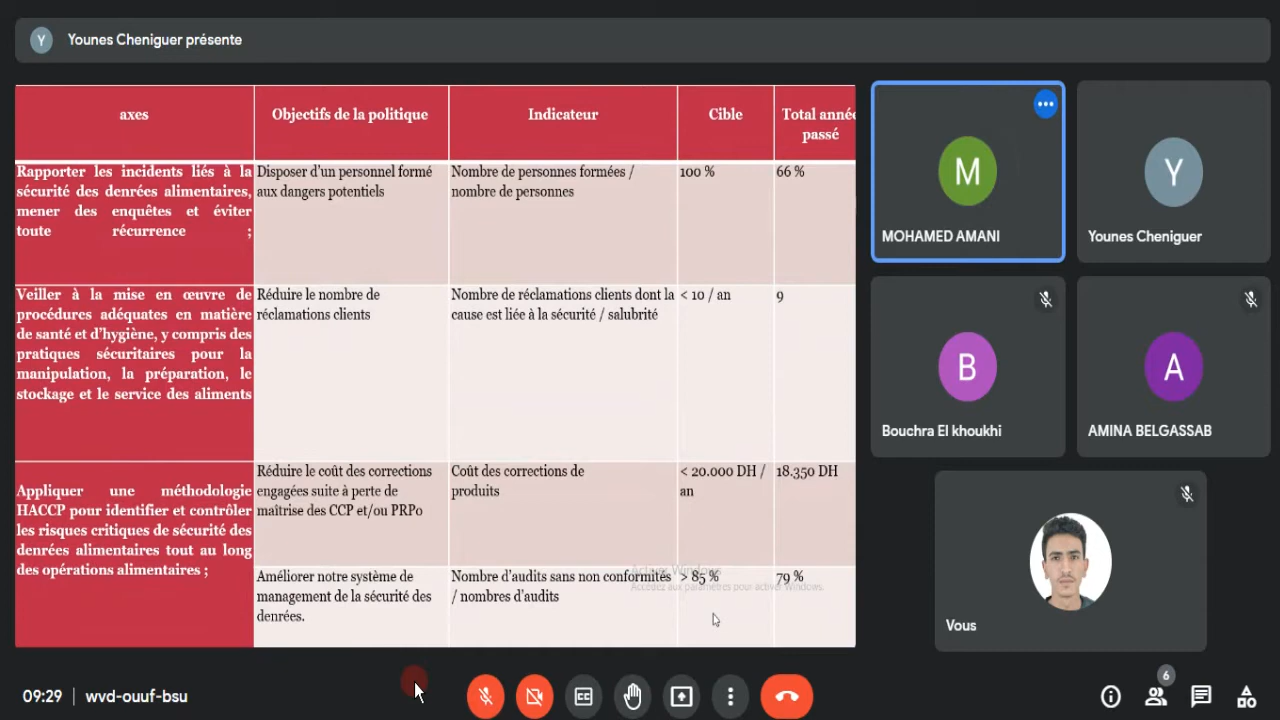 Y
Younes Cheniguer présente
axes
Objectifs de la politique
Indicateur
Cible
Total année
passé
Rapporter les incidents liés à la
sécurité des denrées alimentaires,
mener des enquêtes et éviter
toute récurrence ;
Disposer d'un personnel formé
aux dangers potentiels
Nombre de personnes formées /
nombre de personnes
100 %
66 %
Veiller à la mise en œuvre de
procédures adéquates en matière
de santé et d'hygiène, y compris des
pratiques sécuritaires pour la
manipulation, la préparation, le
stockage et le service des aliments
Réduire le nombre de
réclamations clients
Nombre de réclamations clients dont la
cause est liée à la sécurité / salubrité
< 10 / an
9
Appliquer une méthodologie
HACCP pour identifier et contrôler
les risques critiques de sécurité des
denrées alimentaires tout au long
des opérations alimentaires ;
Réduire le coût des corrections
engagées suite à perte de
maîtrise des CCP et/ou PRPo
Coût des corrections de
produits
< 20.000 DH /
an
18.350 DH
Améliorer notre système de
management de la sécurité des
denrées.
Nombre d'audits sans non conformités
/ nombres d'audits
> 85 %
79 %
Activer Windows
Accédez aux paramètres pour activer Windows.
M
MOHAMED AMANI
Y
Younes Cheniguer
B
Bouchra El khoukhi
A
AMINA BELGASSAB
Vous
09:29 | wvd-ouuf-bsu
6